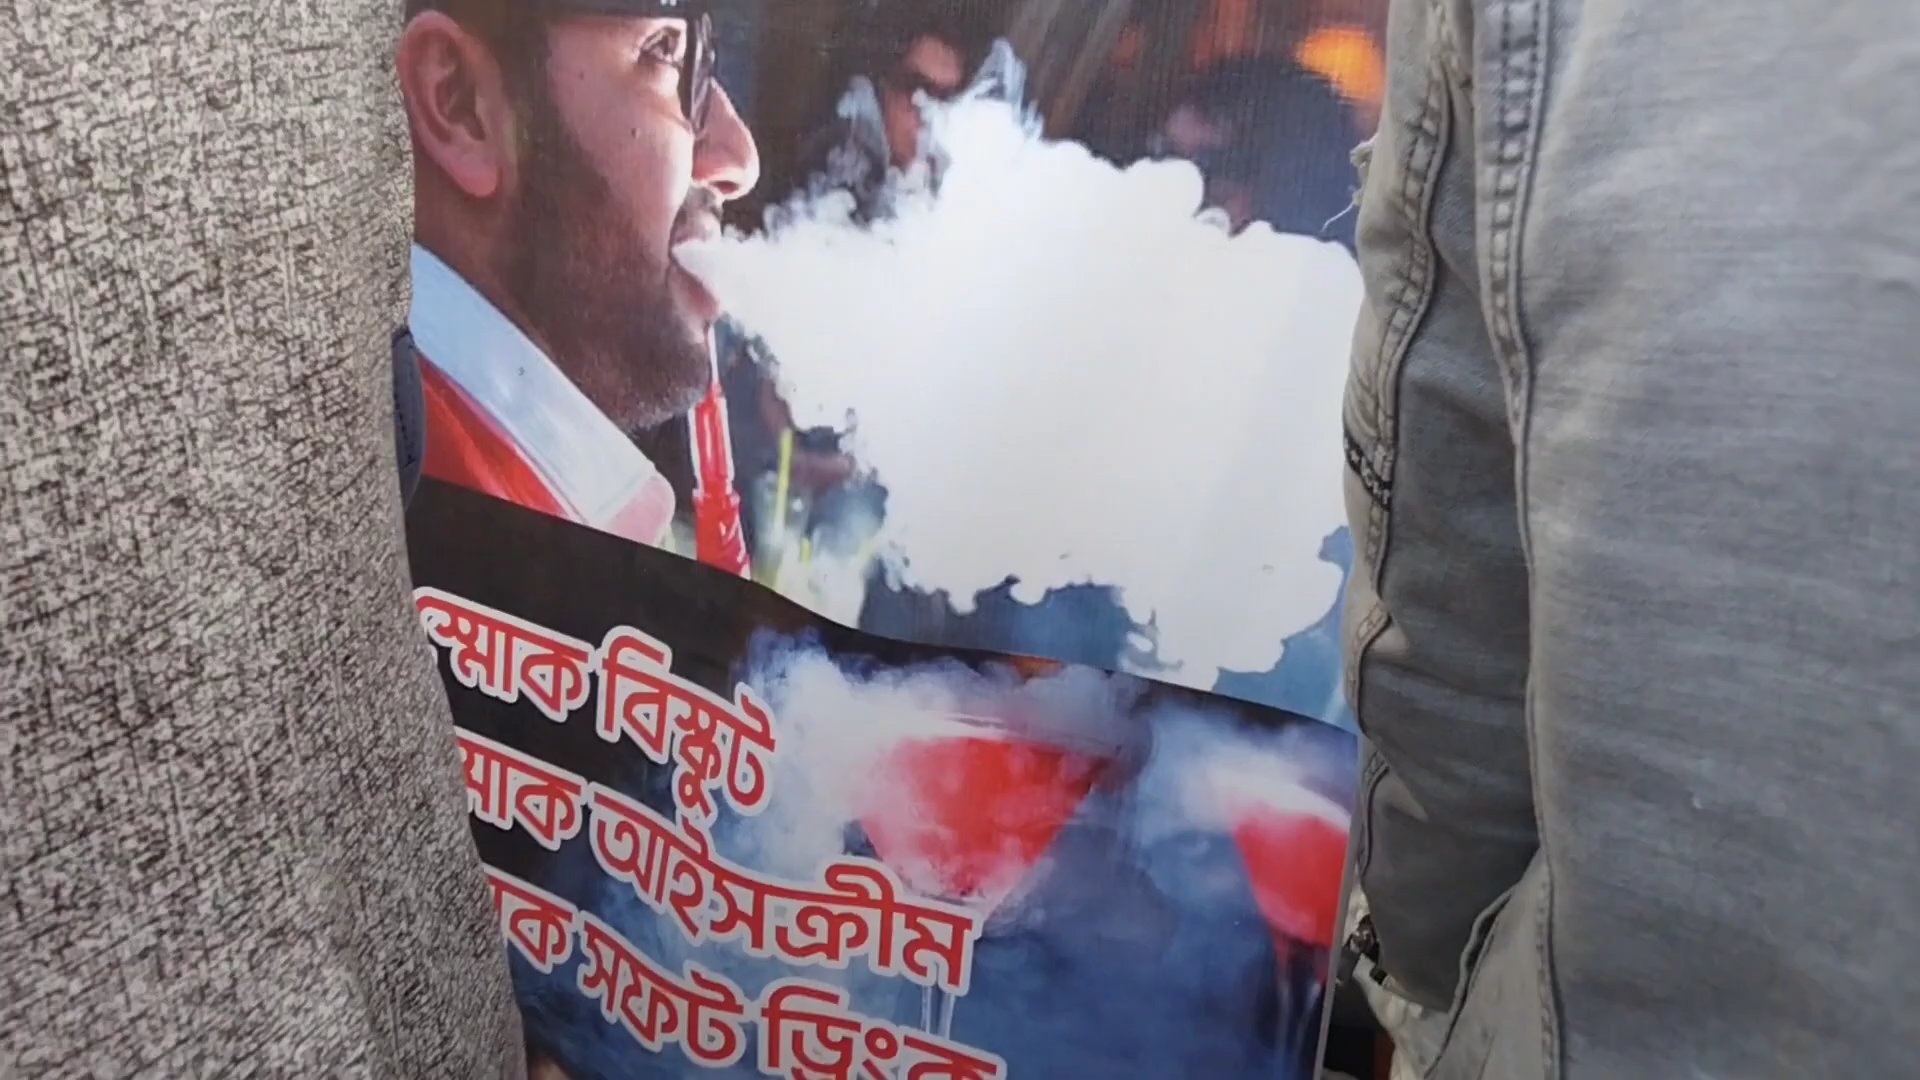 স্মোক বিস্কুট
স্মোক আইসক্রীম
স্মোক সফট ড্রিংক